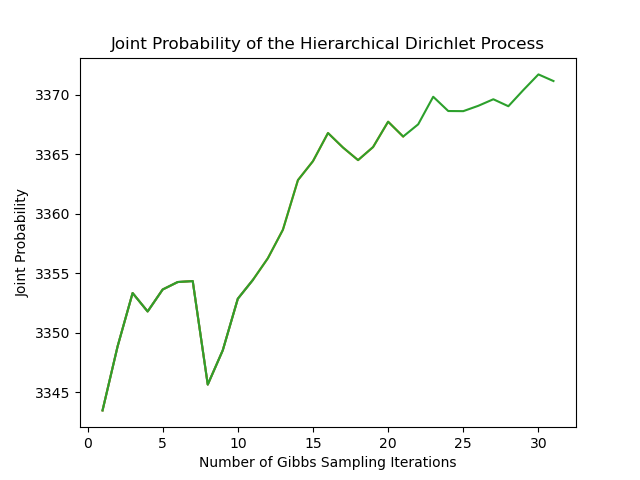 Joint Probability of the Hierarchical Dirichlet Process
3370
3365
3360
3355
3350
3345
Joint Probability
0 5 10 15 20 25 30
Number of Gibbs Sampling Iterations